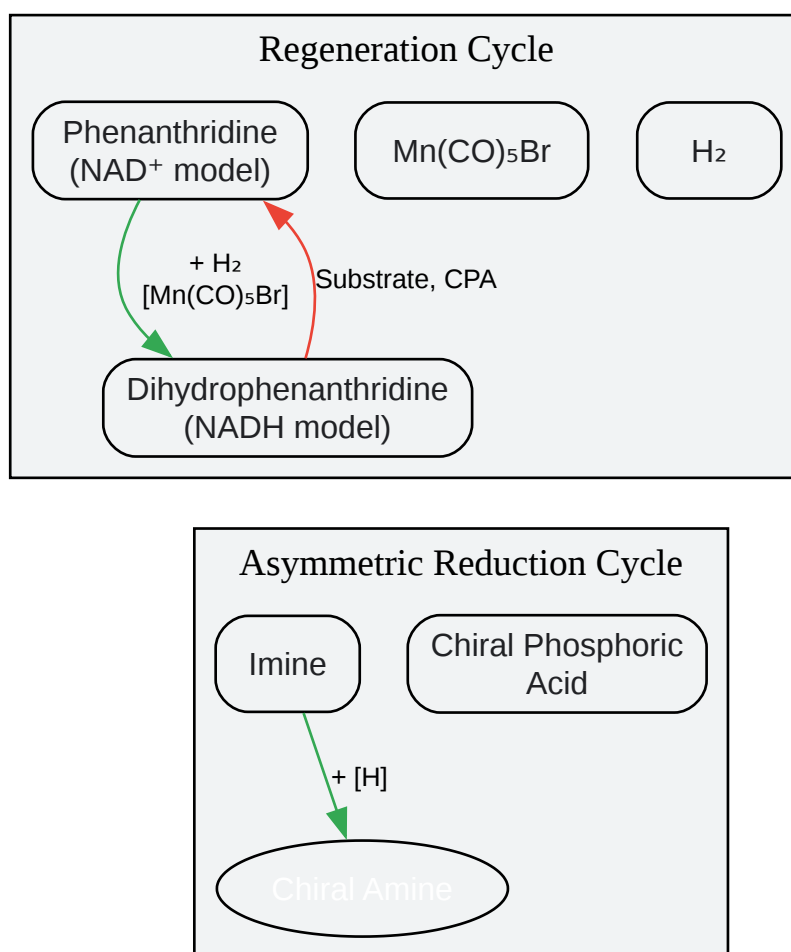 Regeneration Cycle
Phenanthridine
(NAD⁺ model)
Mn(CO)₅Br
H₂
+ H₂
[Mn(CO)₅Br]
Substrate, CPA
Dihydrophenanthridine
(NADH model)
Asymmetric Reduction Cycle
Imine
Chiral Phosphoric
Acid
+ [H]
Chiral Amine